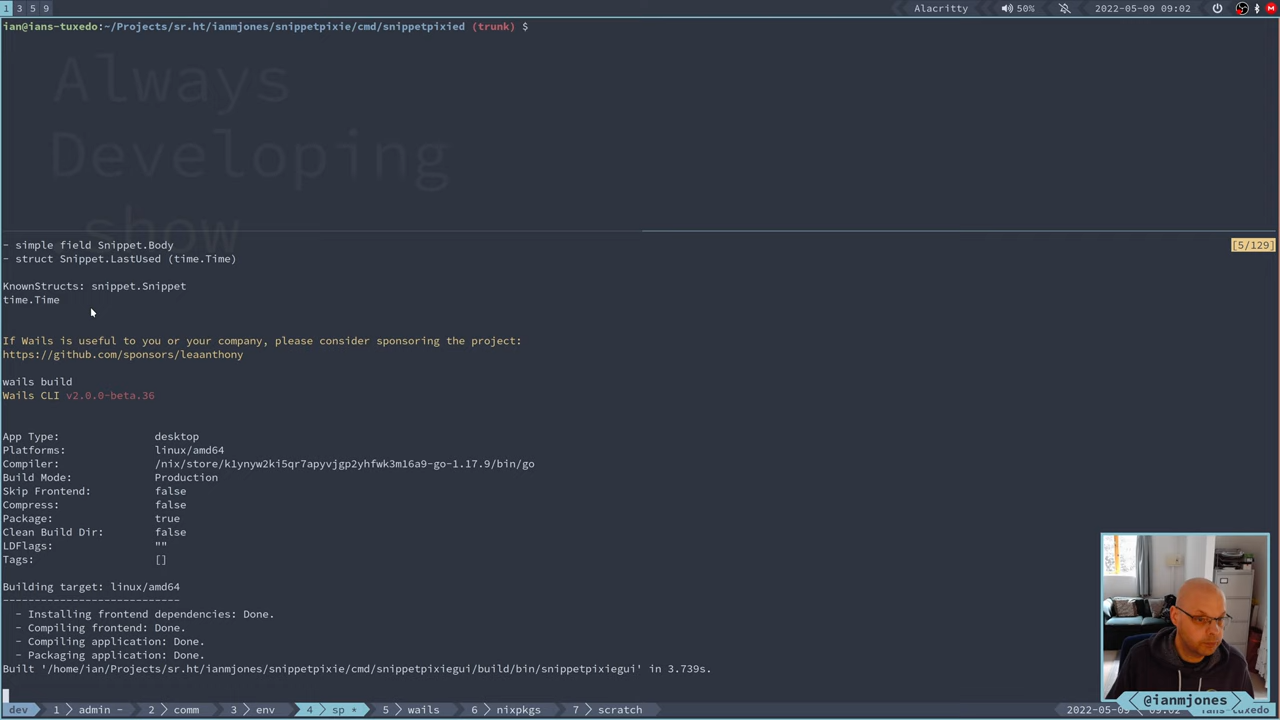 1 3 5 9
Alacritty
50%
2022-05-09 09:02
ian@ians-tuxedo:~/Projects/sr.ht/ianmjones/snippetpixie/cmd/snippetpixied (trunk) $
Always
Developing
show
- simple field Snippet.Body
[5/129]
- struct Snippet.LastUsed (time.Time)
KnownStructs: snippet.Snippet
time.Time
If Wails is useful to you or your company, please consider sponsoring the project:
https://github.com/sponsors/leaanthony
wails build
Wails CLI v2.0.0-beta.36
App Type: desktop
Platforms: linux/amd64
Compiler: /nix/store/k1ynyw2ki5qr7apyvjgp2yhfwk3m16a9-go-1.17.9/bin/go
Build Mode: Production
Skip Frontend: false
Compress: false
Package: true
Clean Build Dir: false
LDFlags: ""
Tags: []
Building target: linux/amd64
----------------------------
- Installing frontend dependencies: Done.
- Compiling frontend: Done.
- Compiling application: Done.
- Packaging application: Done.
Built '/home/ian/Projects/sr.ht/ianmjones/snippetpixie/cmd/snippetpixiegui/build/bin/snippetpixiegui' in 3.739s.
@ianmjones
dev 1 admin - 2 comm 3 env 4 sp * 5 wails 6 nixpkgs 7 scratch 2022-05-09